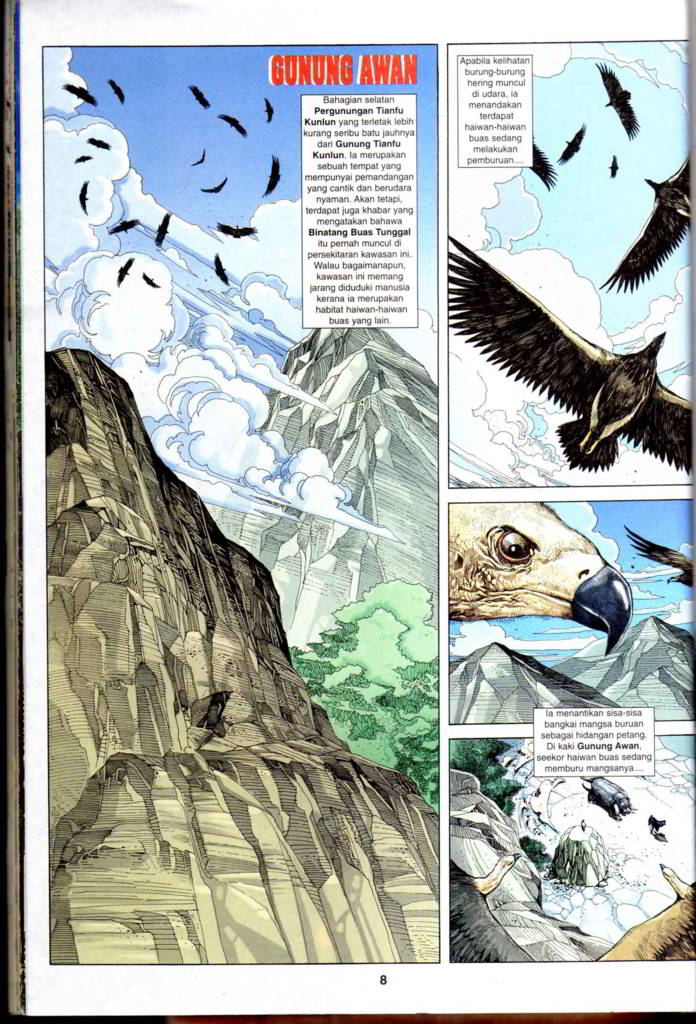 GUNUNG AWAN
Bahagian selatan
Pergunungan Tianfu
Kunlun yang terletak lebih
kurang seribu batu jauhnya
dari Gunung Tianfu
Kunlun. Ia merupakan
sebuah tempat yang
mempunyai pemandangan
yang cantik dan berudara
nyaman. Akan tetapi,
terdapat juga khabar yang
mengatakan bahawa
Binatang Buas Tunggal
itu pernah muncul di
persekitaran kawasan ini.
Walau bagaimanapun,
kawasan ini memang
jarang diduduki manusia
kerana ia merupakan
habitat haiwan-haiwan
buas yang lain.
Apabila kelihatan
burung-burung
hering muncul
di udara, ia
menandakan
terdapat
haiwan-haiwan
buas sedang
melakukan
pemburuan....
Ia menantikan sisa-sisa
bangkai mangsa buruan
sebagai hidangan petang.
Di kaki Gunung Awan,
seekor haiwan buas sedang
memburu mangsanya....
8